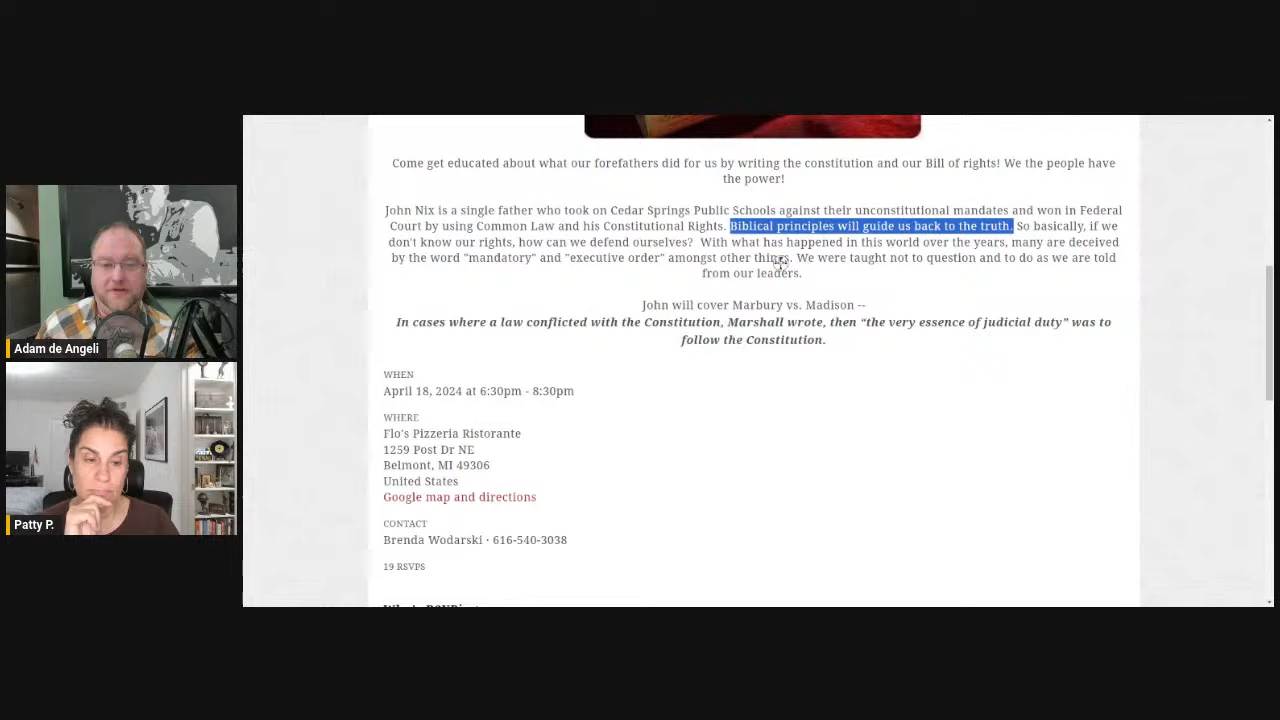 Come get educated about what our forefathers did for us by writing the constitution and our Bill of rights! We the people have
the power!
John Nix is a single father who took on Cedar Springs Public Schools against their unconstitutional mandates and won in Federal
Court by using Common Law and his Constitutional Rights. Biblical principles will guide us back to the truth. So basically, if we
don't know our rights, how can we defend ourselves?  With what has happened in this world over the years, many are deceived
by the word "mandatory" and "executive order" amongst other things. We were taught not to question and to do as we are told
from our leaders.
John will cover Marbury vs. Madison --
In cases where a law conflicted with the Constitution, Marshall wrote, then “the very essence of judicial duty” was to
follow the Constitution.
WHEN
April 18, 2024 at 6:30pm - 8:30pm
WHERE
Flo's Pizzeria Ristorante
1259 Post Dr NE
Belmont, MI 49306
United States
Google map and directions
CONTACT
Brenda Wodarski · 616-540-3038
19 RSVPS
Adam de Angeli
Patty P.